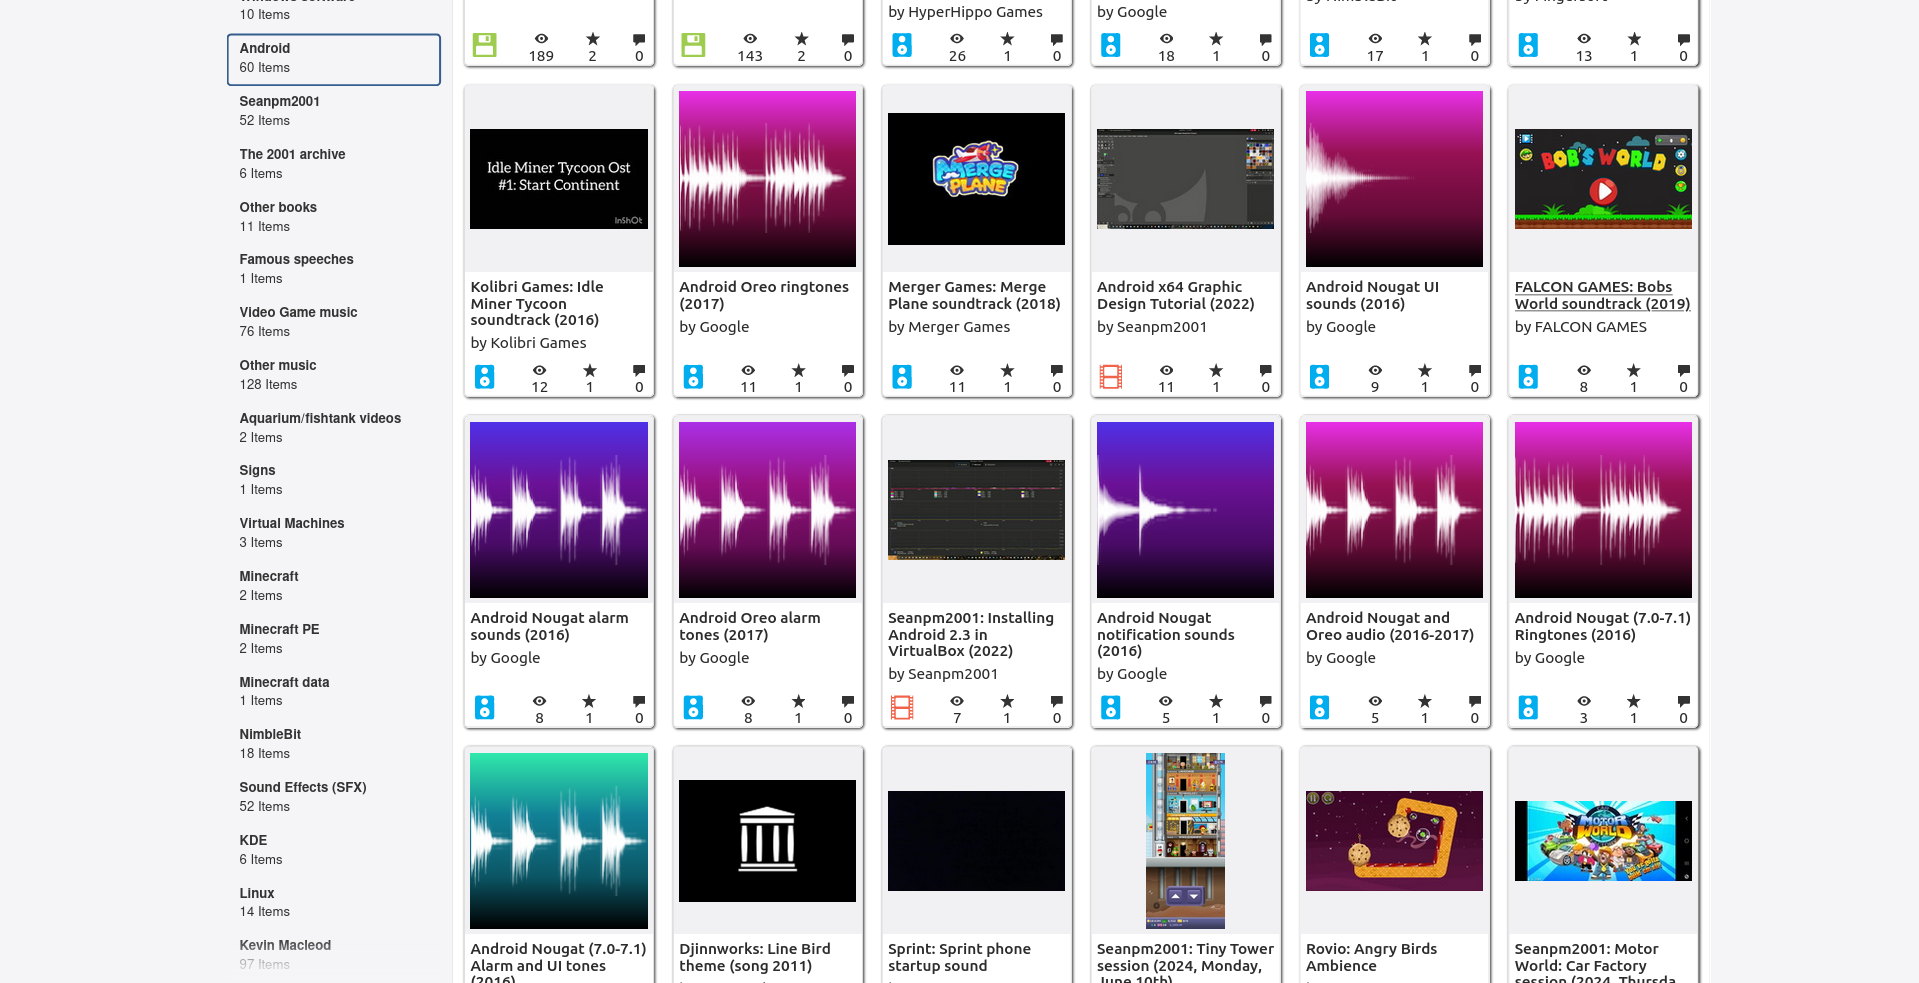 10 Items
Android
60 Items
Seanpm2001
52 Items
The 2001 archive
6 Items
Other books
11 Items
Famous speeches
1 Items
Video Game music
76 Items
Other music
128 Items
Aquarium/fishtank videos
2 Items
Signs
1 Items
Virtual Machines
3 Items
Minecraft
2 Items
Minecraft PE
2 Items
Minecraft data
1 Items
NimbleBit
18 Items
Sound Effects (SFX)
52 Items
KDE
6 Items
Linux
14 Items
Kevin Macleod
97 Items
189 2 0
143 2 0
by HyperHippo Games
26 1 0
by Google
18 1 0
17 1 0
13 1 0
Idle Miner Tycoon Ost
#1: Start Continent
InShOt
Kolibri Games: Idle
Miner Tycoon
soundtrack (2016)
by Kolibri Games
12 1 0
Android Oreo ringtones
(2017)
by Google
11 1 0
MERGE
PLANE
Merger Games: Merge
Plane soundtrack (2018)
by Merger Games
11 1 0
Android x64 Graphic
Design Tutorial (2022)
by Seanpm2001
11 1 0
Android Nougat UI
sounds (2016)
by Google
9 1 0
BOB'S WORLD
FALCON GAMES: Bobs
World soundtrack (2019)
by FALCON GAMES
8 1 0
Android Nougat alarm
sounds (2016)
by Google
8 1 0
Android Oreo alarm
tones (2017)
by Google
8 1 0
Seanpm2001: Installing
Android 2.3 in
VirtualBox (2022)
by Seanpm2001
7 1 0
Android Nougat
notification sounds
(2016)
by Google
5 1 0
Android Nougat and
Oreo audio (2016-2017)
by Google
5 1 0
Android Nougat (7.0-7.1)
Ringtones (2016)
by Google
3 1 0
Android Nougat (7.0-7.1)
Alarm and UI tones
(2016)
Djinnworks: Line Bird
theme (song 2011)
Sprint: Sprint phone
startup sound
Seanpm2001: Tiny Tower
session (2024, Monday,
June 10th)
Rovio: Angry Birds
Ambience
MOTOR
WORLD
Seanpm2001: Motor
World: Car Factory
session (2024, Thursda